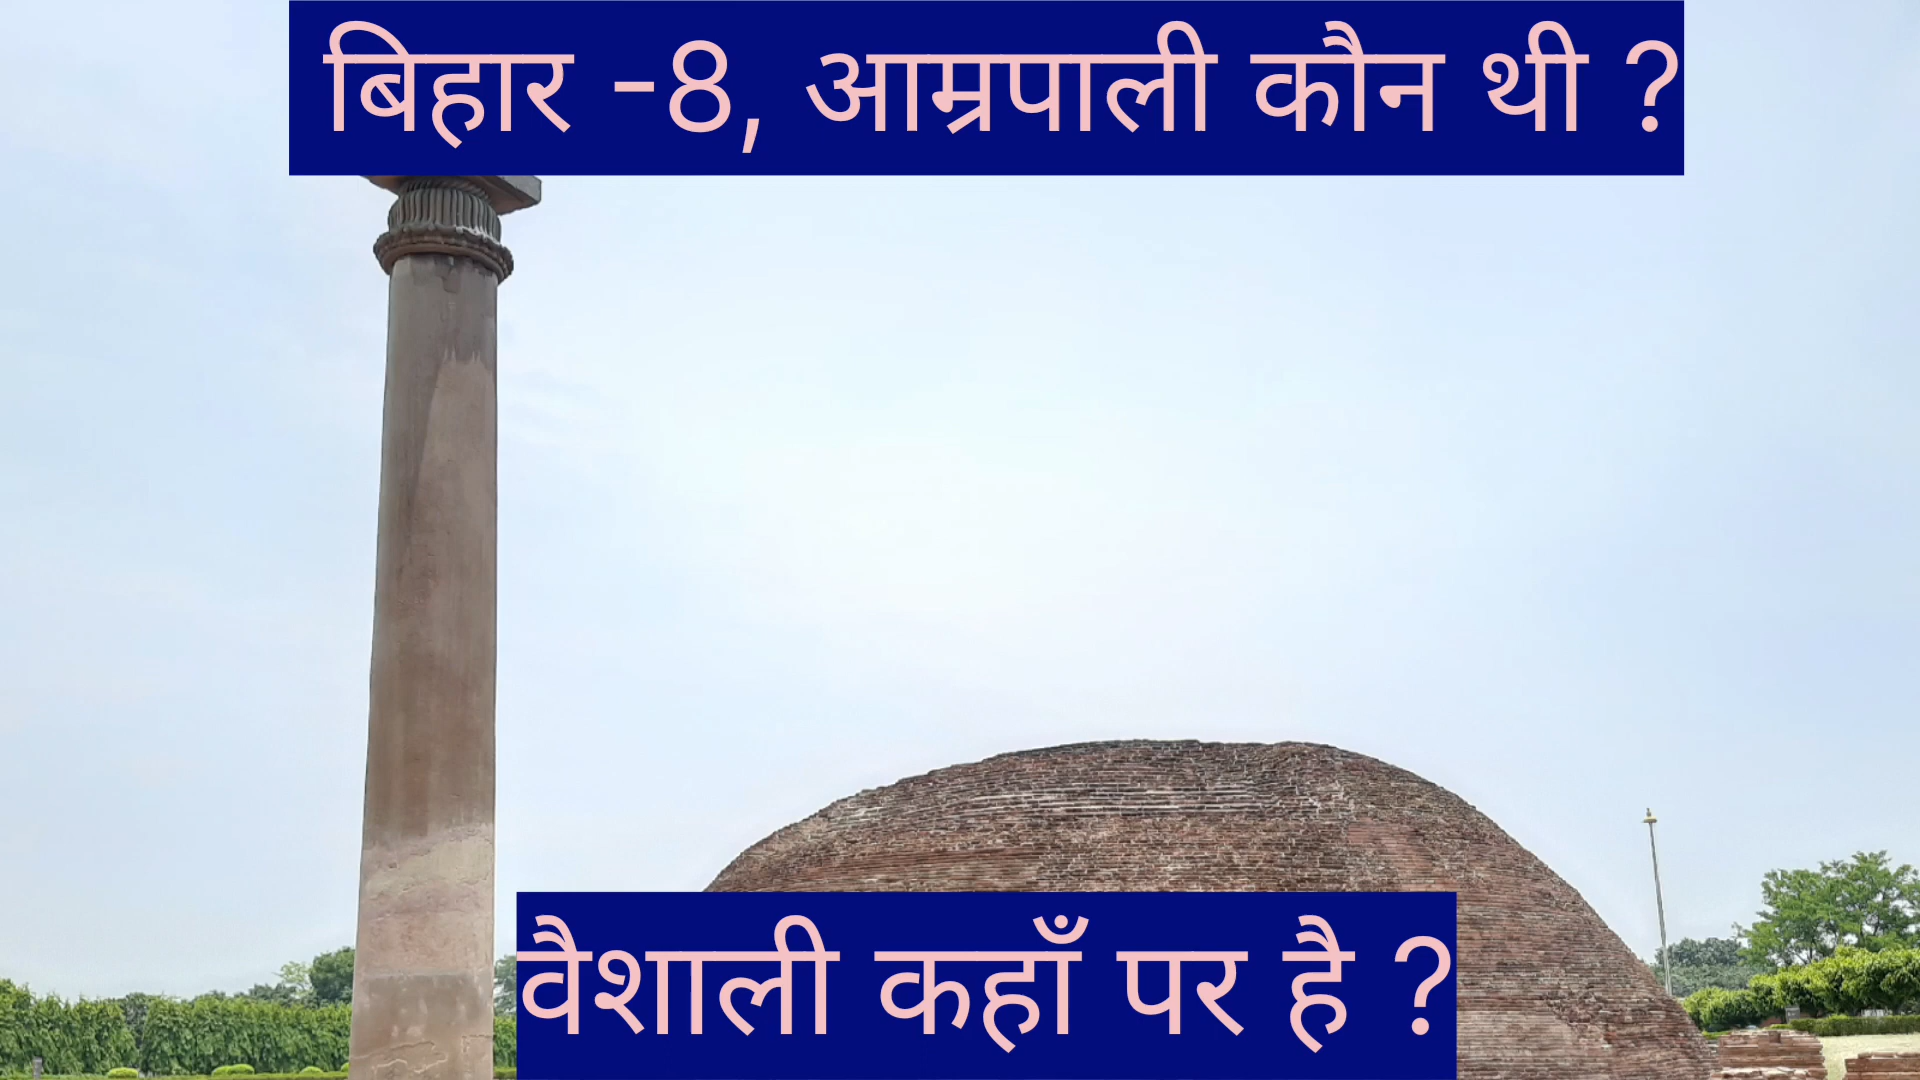 बिहार -8, आम्रपाली कौन थी ?
वैशाली कहाँ पर है ?